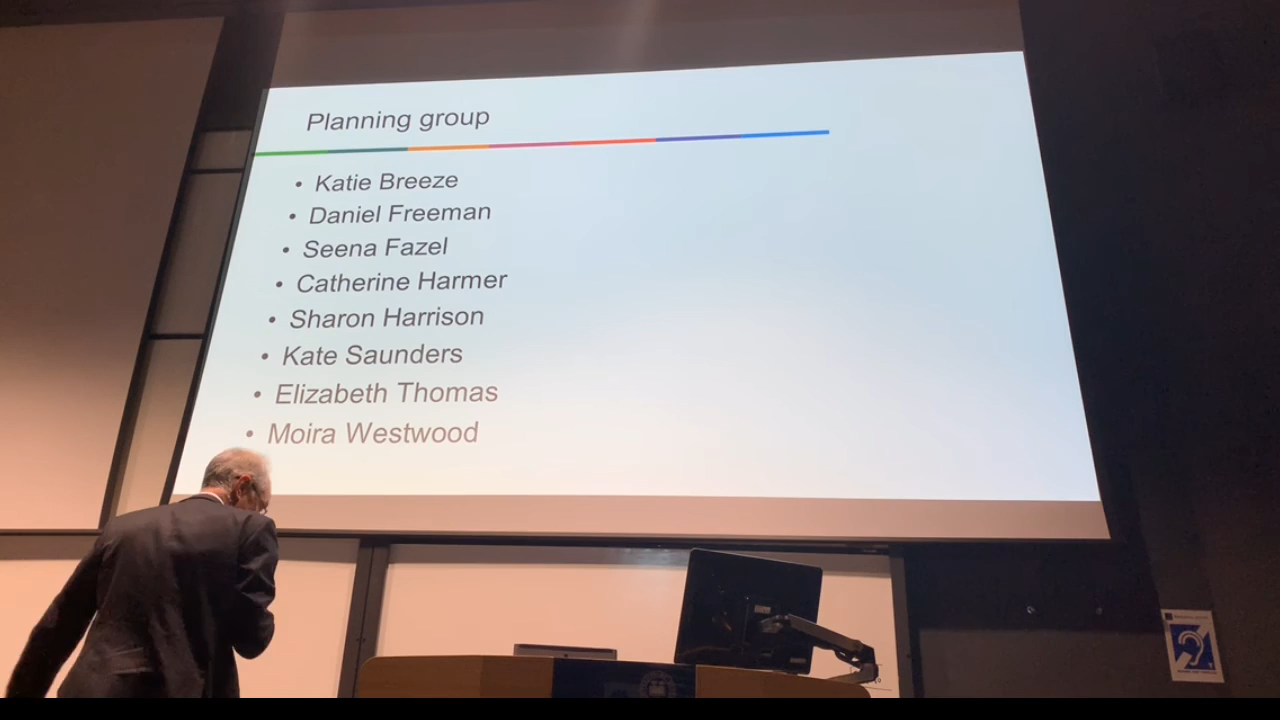 Planning group
• Katie Breeze
• Daniel Freeman
• Seena Fazel
• Catherine Harmer
• Sharon Harrison
• Kate Saunders
• Elizabeth Thomas
• Moira Westwood